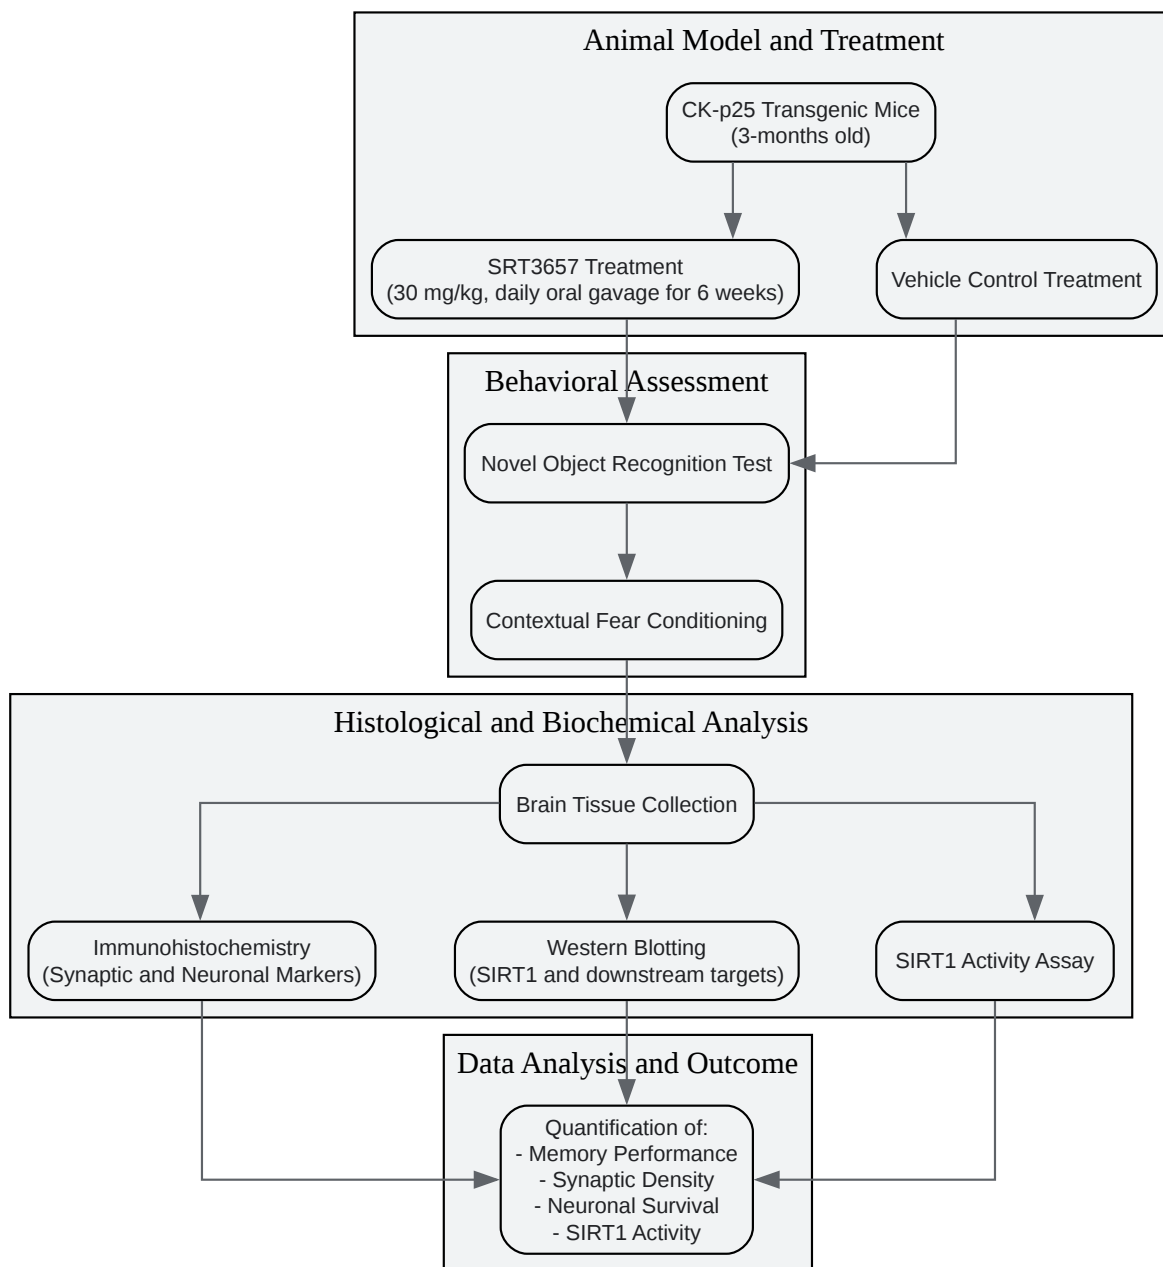 Animal Model and Treatment
CK-p25 Transgenic Mice
(3-months old)
SRT3657 Treatment
(30 mg/kg, daily oral gavage for 6 weeks)
Vehicle Control Treatment
Behavioral Assessment
Novel Object Recognition Test
Contextual Fear Conditioning
Histological and Biochemical Analysis
Brain Tissue Collection
Immunohistochemistry
(Synaptic and Neuronal Markers)
Western Blotting
(SIRT1 and downstream targets)
SIRT1 Activity Assay
Data Analysis and Outcome
Quantification of:
- Memory Performance
- Synaptic Density
- Neuronal Survival
- SIRT1 Activity